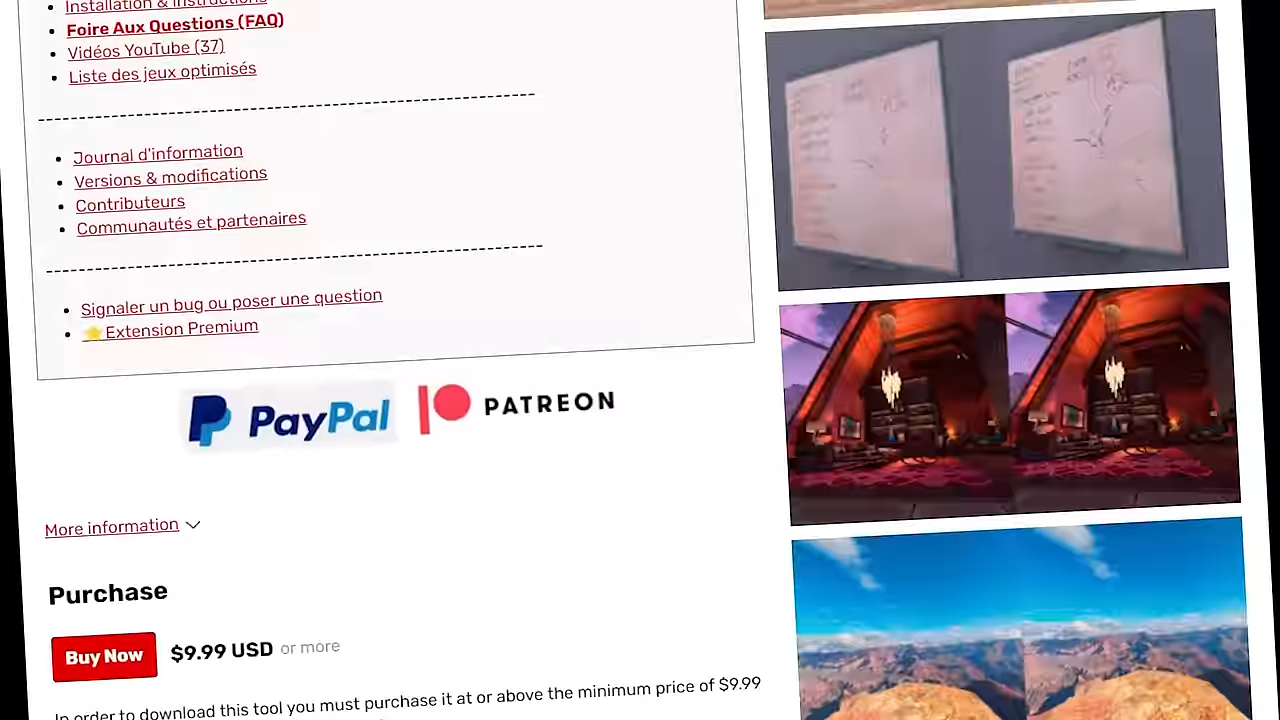 Installation & Instructions
Foire Aux Questions (FAQ)
Vidéos YouTube (37)
Liste des jeux optimisés
Journal d'information
Versions & modifications
Contributeurs
Communautés et partenaires
Signaler un bug ou poser une question
⭐Extension Premium
PayPal PATREON
More information
Purchase
Buy Now $9.99 USD or more
In order to download this tool you must purchase it at or above the minimum price of $9.99